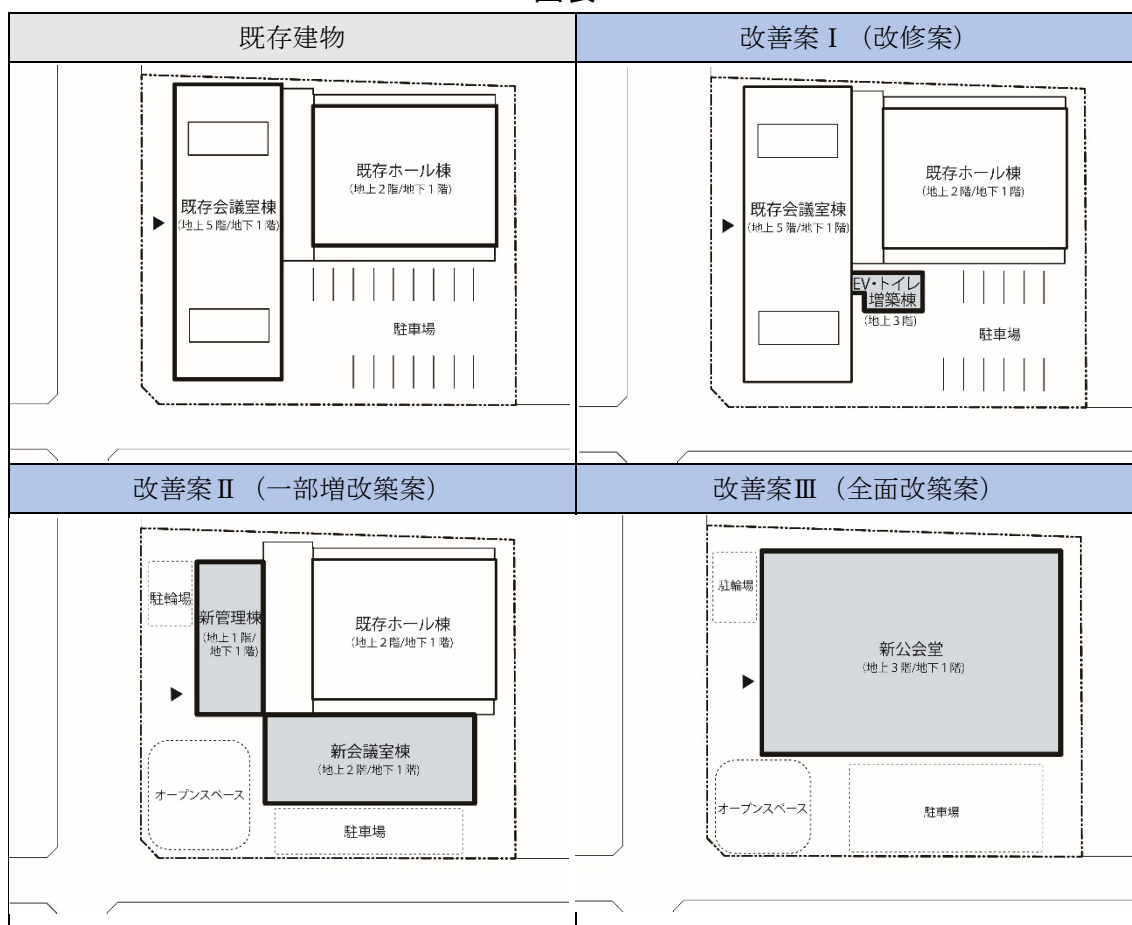 既存建物
改善案Ⅰ（改修案）
既存ホール棟
(地上2階/地下1階)
既存会議室棟
(地上5階/地下1階)
駐車場
既存ホール棟
(地上2階/地下1階)
既存会議室棟
(地上5階/地下1階)
EV・トイレ
増築棟
(地上3階)
駐車場
改善案Ⅱ（一部増改築案）
改善案Ⅲ（全面改築案）
駐輪場
新管理棟
(地上1階/
地下1階)
既存ホール棟
(地上2階/地下1階)
新会議室棟
(地上2階/地下1階)
オープンスペース
駐車場
駐輪場
新公会堂
(地上3階/地下1階)
オープンスペース
駐車場